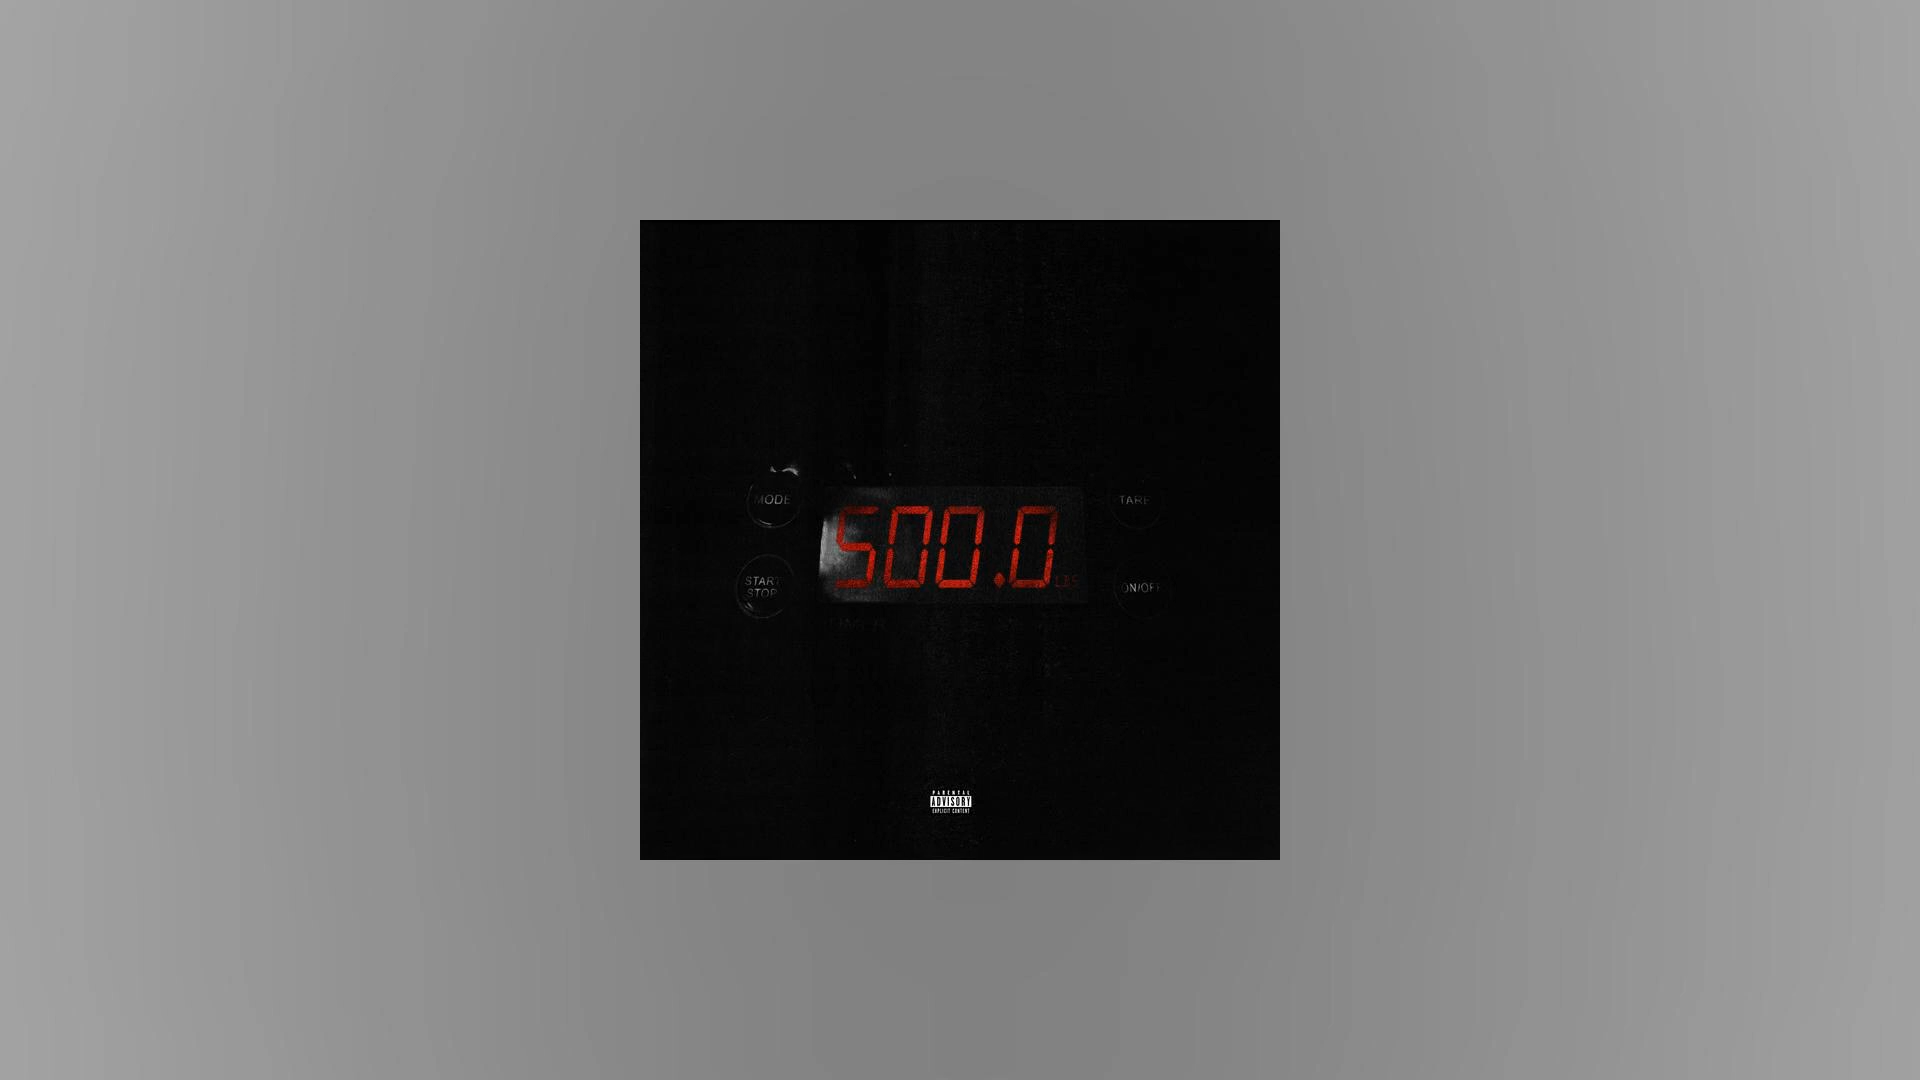 MODE
TARE
500.0
LBS
START
STOP
ON/OFF
PARENTAL
ADVISORY
EXPLICIT CONTENT